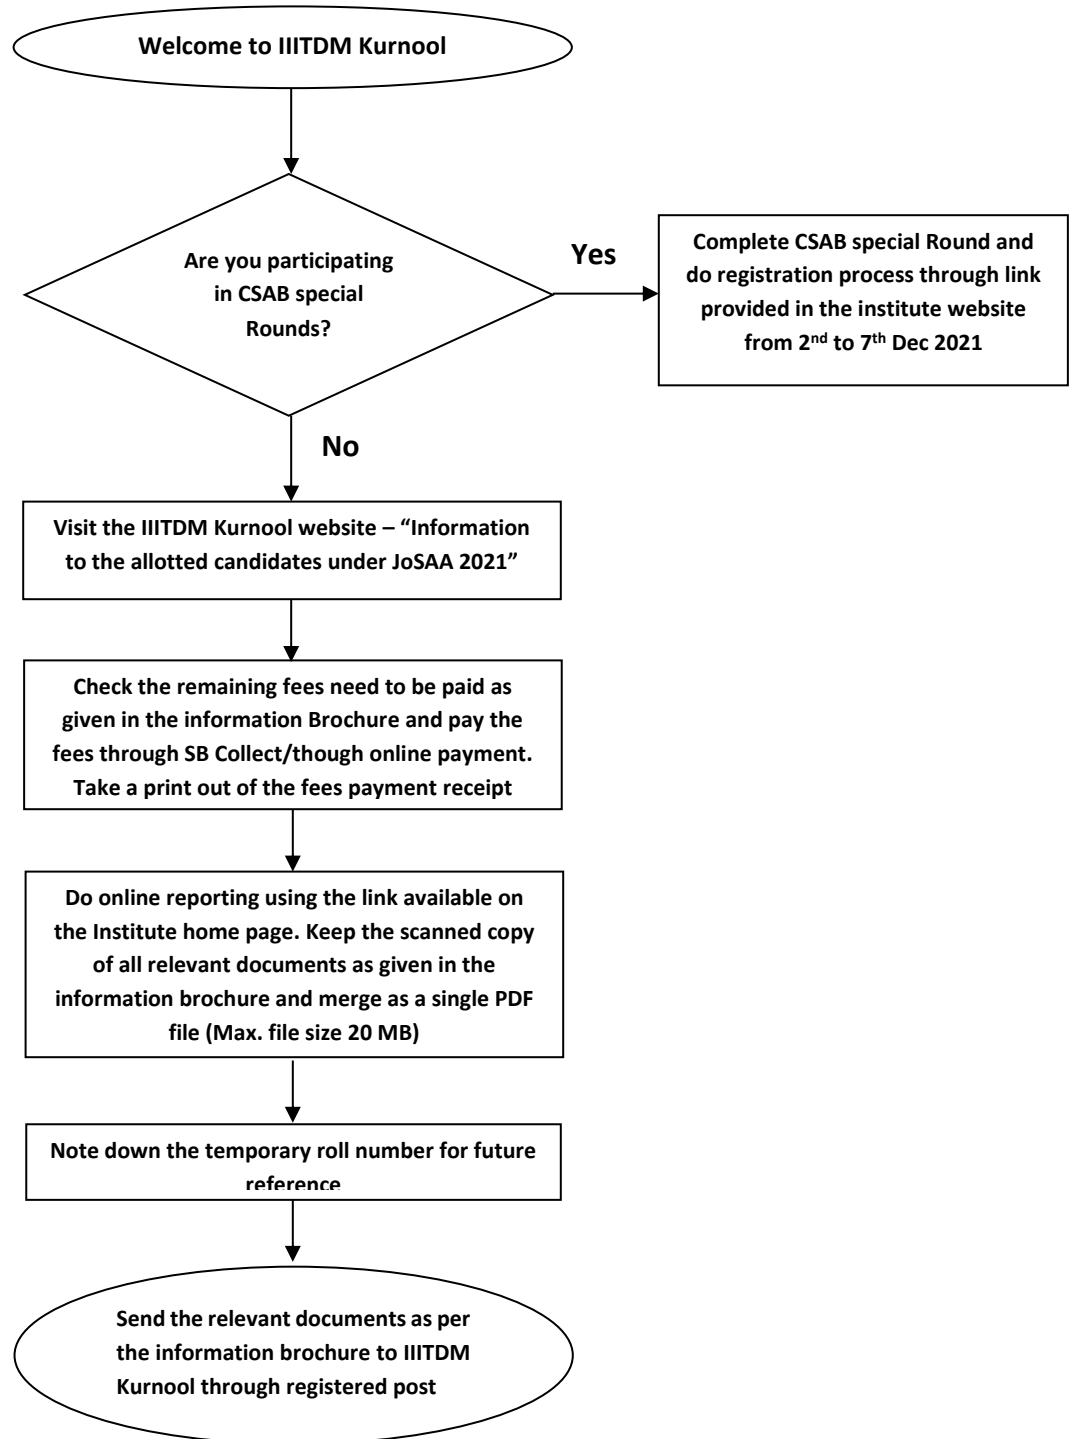 Welcome to IIITDM Kurnool
Are you participating
in CSAB special
Rounds?
Yes
Complete CSAB special Round and
do registration process through link
provided in the institute website
from 2nd to 7th Dec 2021
No
Visit the IIITDM Kurnool website – “Information
to the allotted candidates under JoSAA 2021”
Check the remaining fees need to be paid as
given in the information Brochure and pay the
fees through SB Collect/though online payment.
Take a print out of the fees payment receipt
Do online reporting using the link available on
the Institute home page. Keep the scanned copy
of all relevant documents as given in the
information brochure and merge as a single PDF
file (Max. file size 20 MB)
Note down the temporary roll number for future
reference
Send the relevant documents as per
the information brochure to IIITDM
Kurnool through registered post